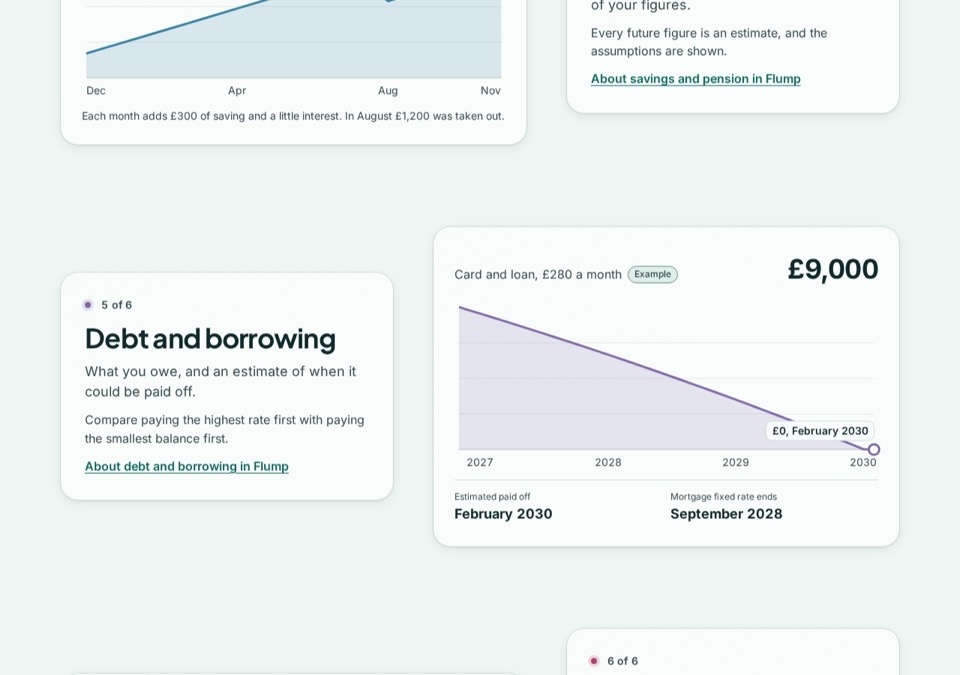 Dec Apr Aug Nov
Each month adds £300 of saving and a little interest. In August £1,200 was taken out.
of your figures.
Every future figure is an estimate, and the
assumptions are shown.
About savings and pension in Flump
5 of 6
Debt and borrowing
What you owe, and an estimate of when it
could be paid off.
Compare paying the highest rate first with paying
the smallest balance first.
About debt and borrowing in Flump
Card and loan, £280 a month Example
£9,000
£0, February 2030
2027 2028 2029 2030
Estimated paid off
February 2030
Mortgage fixed rate ends
September 2028
6 of 6